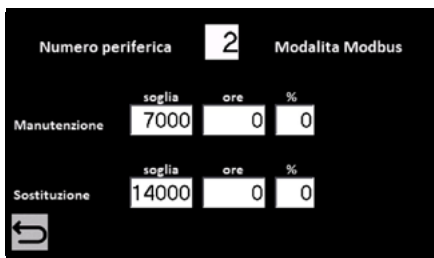 Numero periferica 2 Modalita Modbus
soglia ore %
Manutenzione 7000 0 0
soglia ore %
Sostituzione 14000 0 0